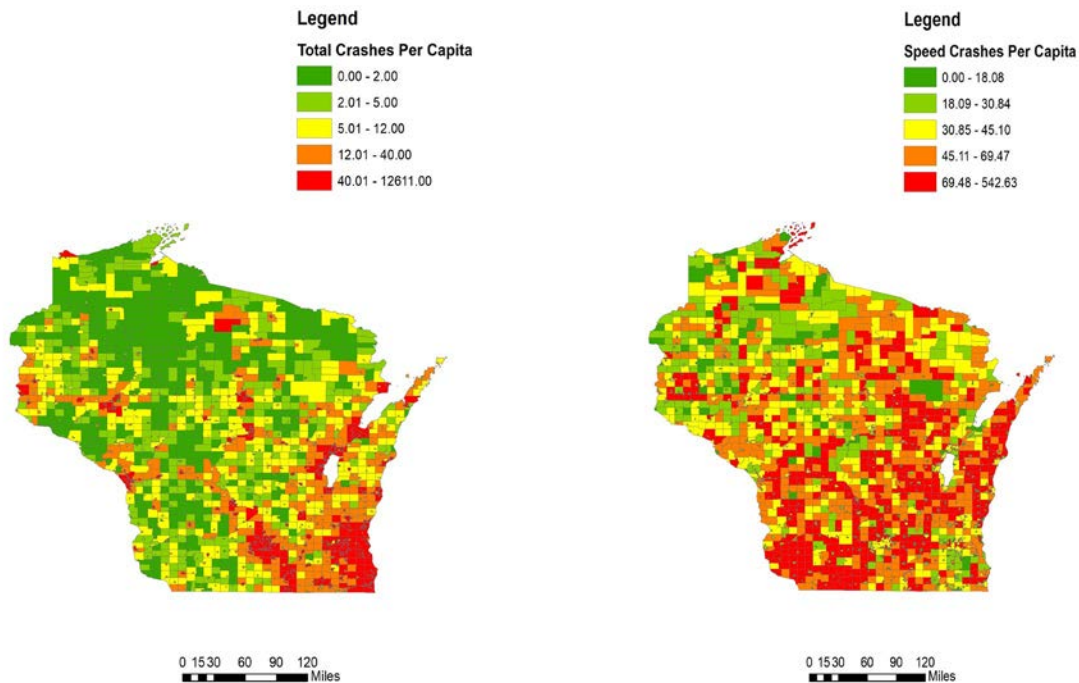 Legend
Total Crashes Per Capita
0.00 - 2.00
2.01 - 5.00
5.01 - 12.00
12.01 - 40.00
40.01 - 12611.00
0 15 30 60 90 120
Miles
Legend
Speed Crashes Per Capita
0.00 - 18.08
18.09 - 30.84
30.85 - 45.10
45.11 - 69.47
69.48 - 542.63
0 15 30 60 90 120
Miles